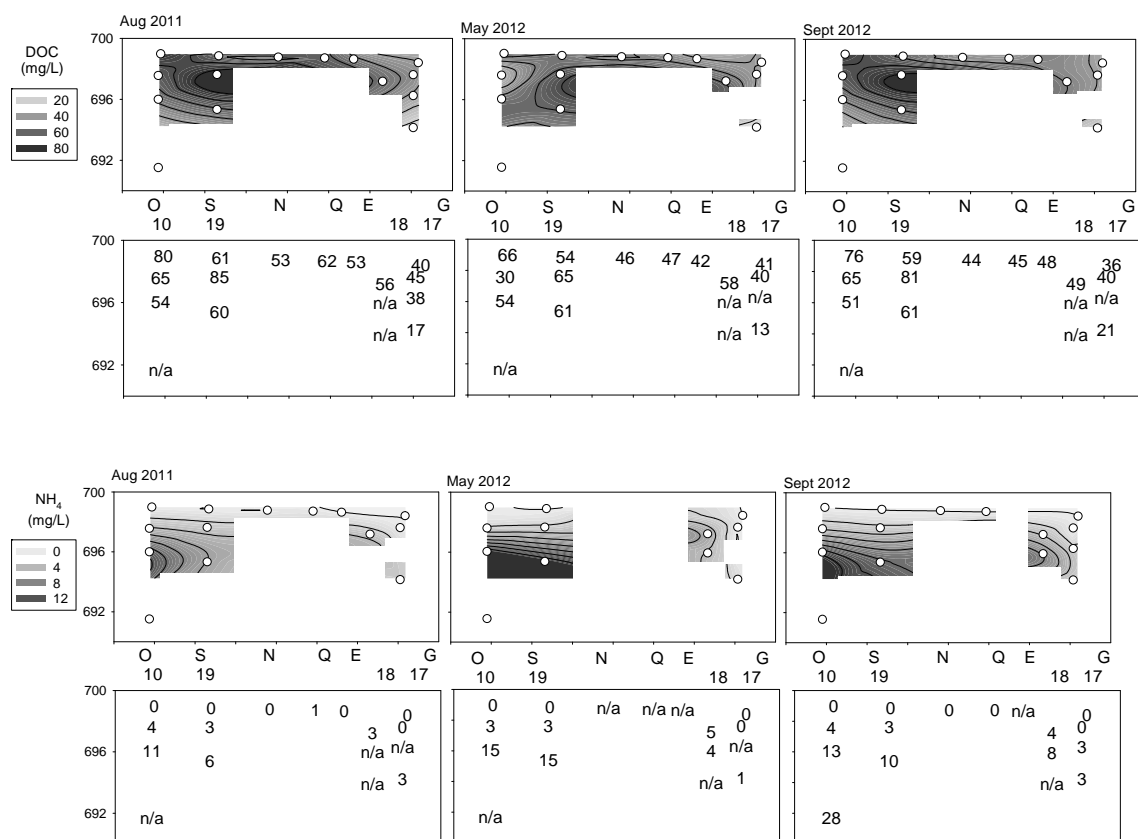 Aug 2011
May 2012
Sept 2012
DOC
(mg/L)
20
40
60
80
700
696
692
O S N Q E G
10 19 18 17
O S N Q E G
10 19 18 17
O S N Q E G
10 19 18 17
700
696
692
80 61 53 62 53 40
65 85 56 45
54 60 n/a 38
n/a 17
n/a
66 54 46 47 42 41
30 65 58 40
54 61 n/a n/a
n/a 13
n/a
76 59 44 45 48 36
65 81 49 40
51 61 n/a n/a
n/a 21
n/a
Aug 2011
May 2012
Sept 2012
NH4
(mg/L)
0
4
8
12
700
696
692
O S N Q E G
10 19 18 17
O S N Q E G
10 19 18 17
O S N Q E G
10 19 18 17
700
696
692
0 0 0 1 0 0
4 3 3 0
11 6 n/a n/a
n/a 3
n/a
0 0 n/a n/a n/a 0
3 3 5 0
15 15 4 n/a
n/a 1
n/a
0 0 0 0 n/a 0
4 3 4 0
13 10 8 3
n/a 3
28